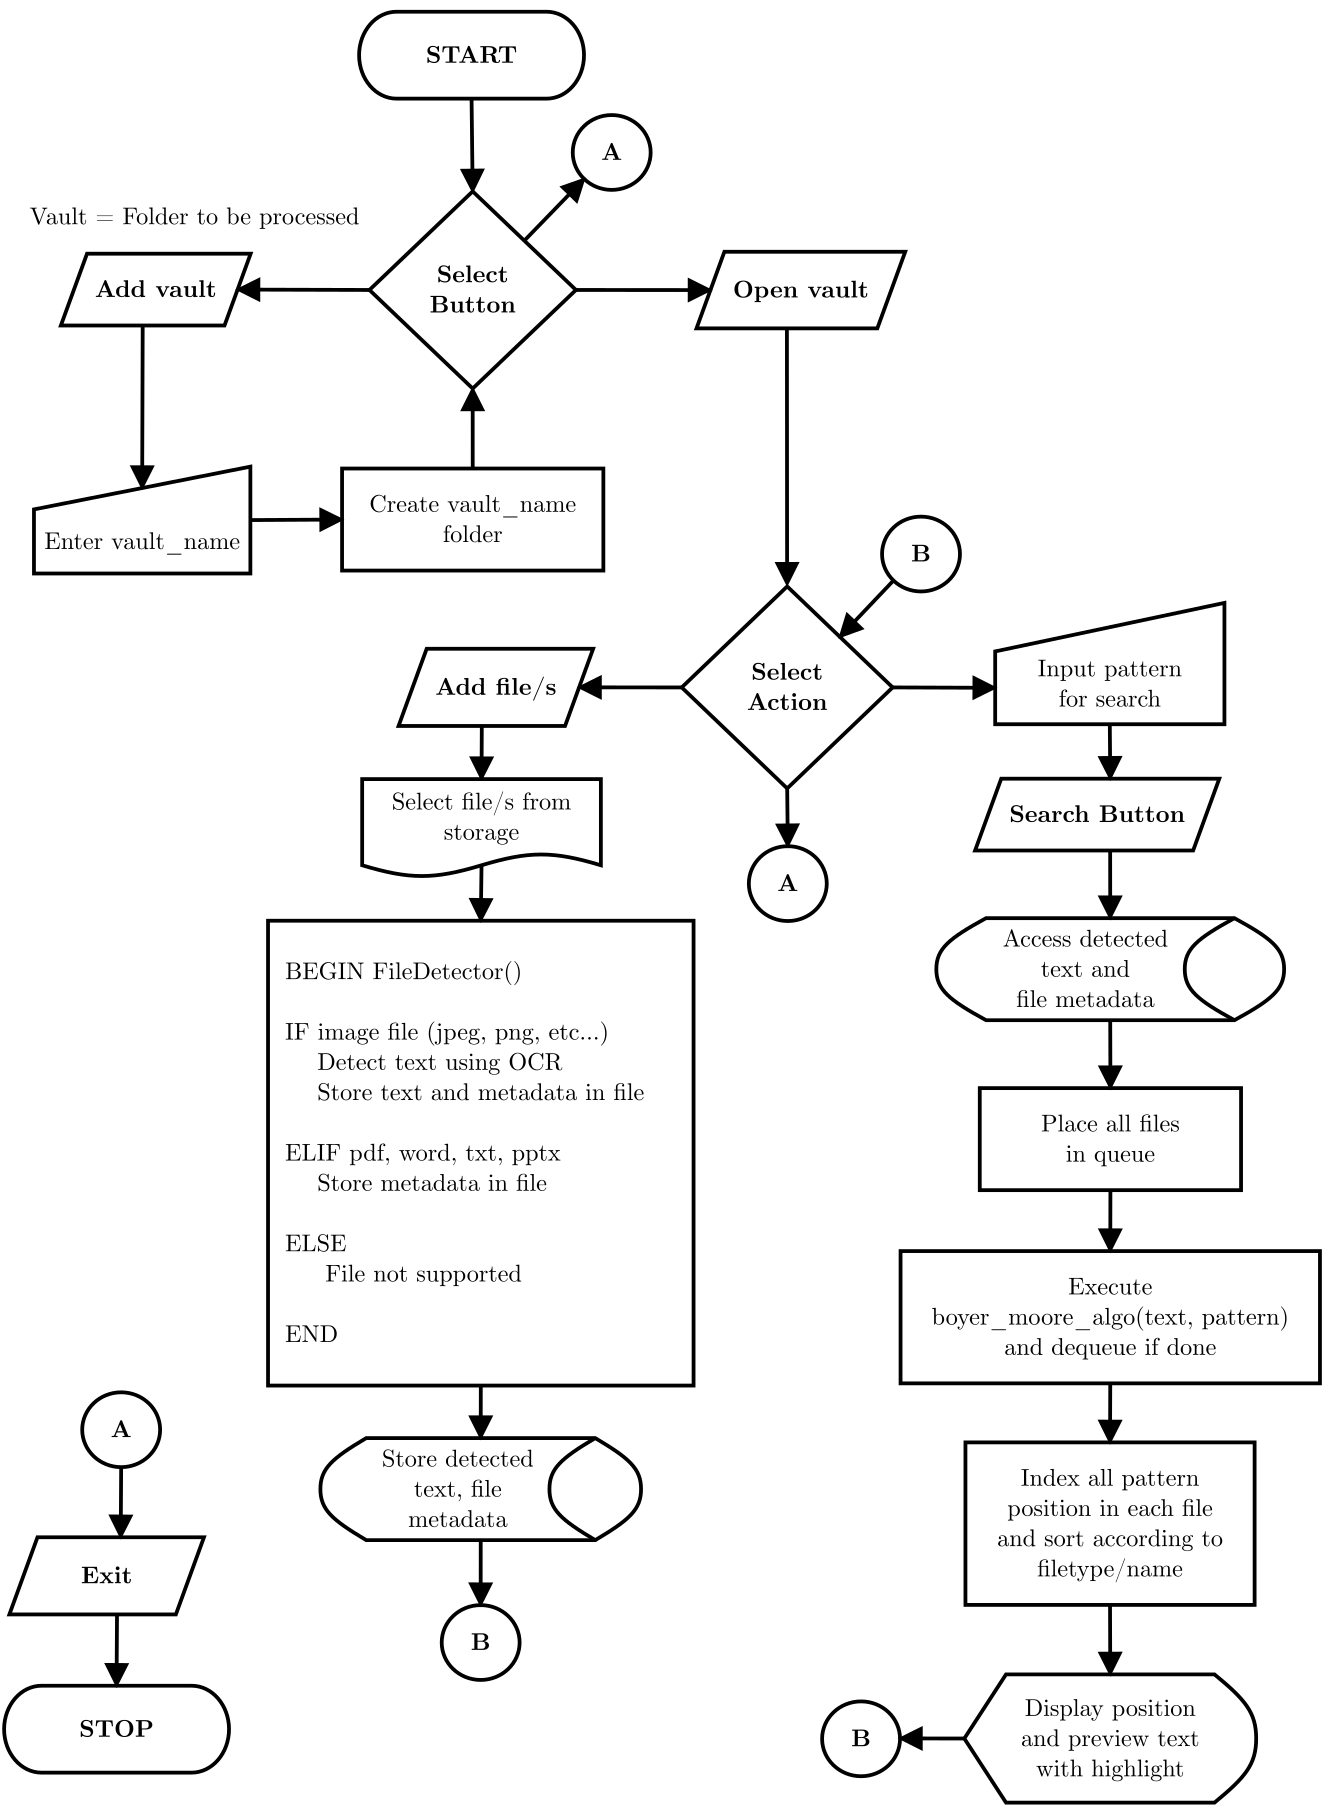 START
A
Vault = Folder to be processed
Add vault
Select
Button
Open vault
Enter vault_name
Create vault_name
folder
B
Add file/s
Select
Action
Input pattern
for search
Select file/s from
storage
A
Search Button
BEGIN FileDetector()
IF image file (jpeg, png, etc...)
Detect text using OCR
Store text and metadata in file
ELIF pdf, word, txt, pptx
Store metadata in file
ELSE
File not supported
END
Access detected
text and
file metadata
Place all files
in queue
Execute
boyer_moore_algo(text, pattern)
and dequeue if done
A
Exit
STOP
Store detected
text, file
metadata
B
Index all pattern
position in each file
and sort according to
filetype/name
B
Display position
and preview text
with highlight